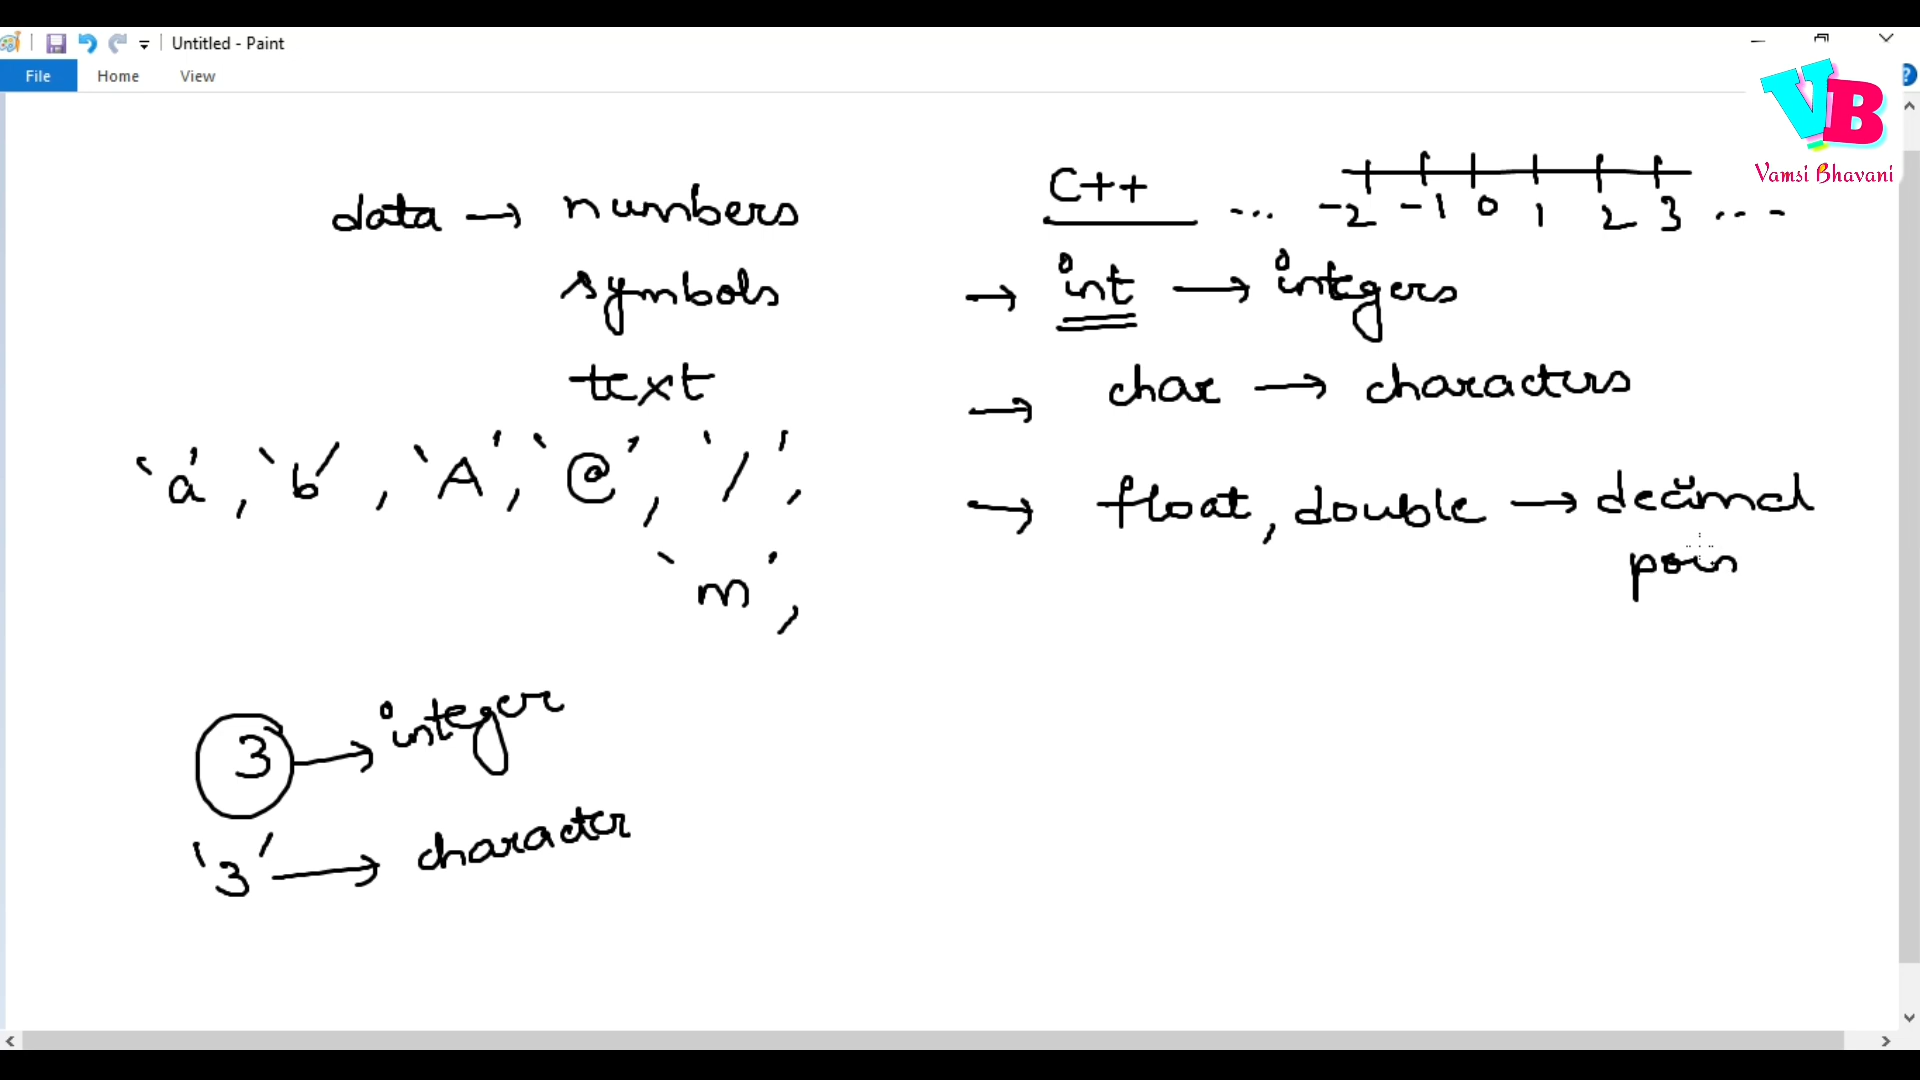 Untitled - Paint
File Home View
VB
Vamsi Bhavani
data → numbers
symbols
text
'a', 'b', 'A', '@', '/',
'm',
3 → integer
'3' → character
C++
... -2 -1 0 1 2 3 ...
→ int → integers
→ char → characters
→ float, double → decimal
poin